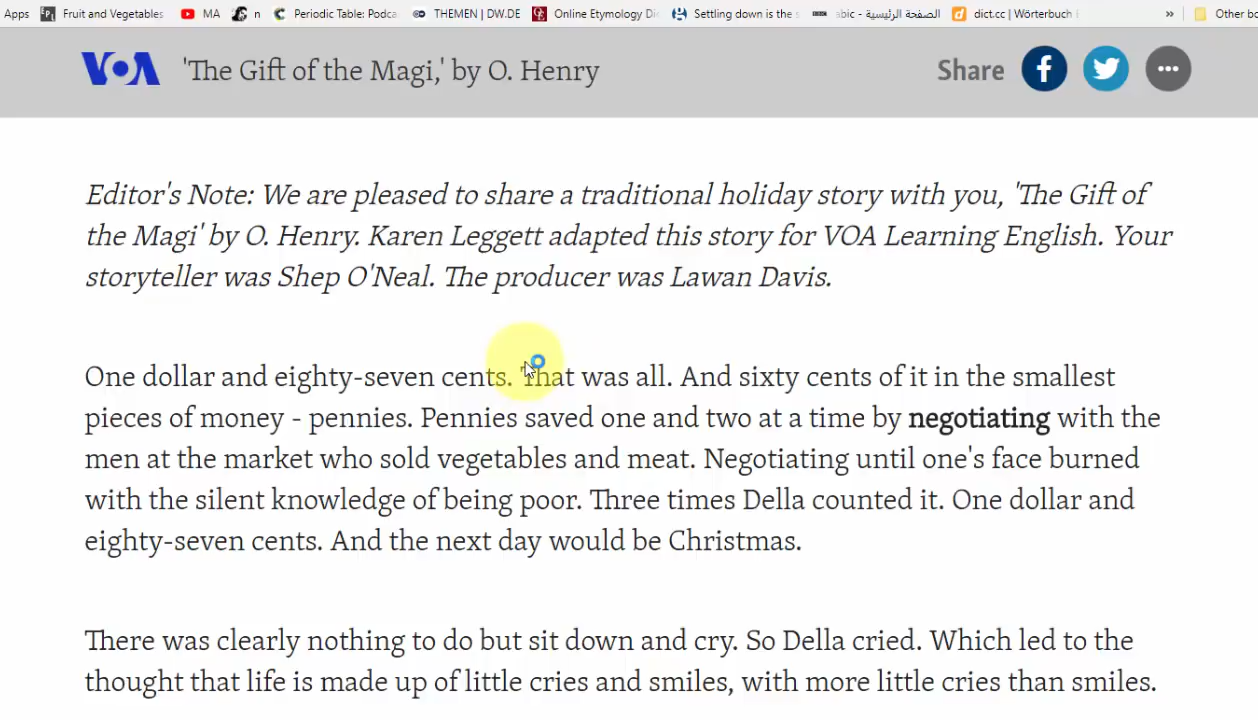 Apps Fruit and Vegetables MA n Periodic Table: Podca THEMEN | DW.DE Online Etymology Di Settling down is the s abic - الصفحة الرئيسية dict.cc | Wörterbuch » Other bo
VOA 'The Gift of the Magi,' by O. Henry Share
Editor's Note: We are pleased to share a traditional holiday story with you, 'The Gift of
the Magi' by O. Henry. Karen Leggett adapted this story for VOA Learning English. Your
storyteller was Shep O'Neal. The producer was Lawan Davis.
One dollar and eighty-seven cents. That was all. And sixty cents of it in the smallest
pieces of money - pennies. Pennies saved one and two at a time by negotiating with the
men at the market who sold vegetables and meat. Negotiating until one's face burned
with the silent knowledge of being poor. Three times Della counted it. One dollar and
eighty-seven cents. And the next day would be Christmas.
There was clearly nothing to do but sit down and cry. So Della cried. Which led to the
thought that life is made up of little cries and smiles, with more little cries than smiles.